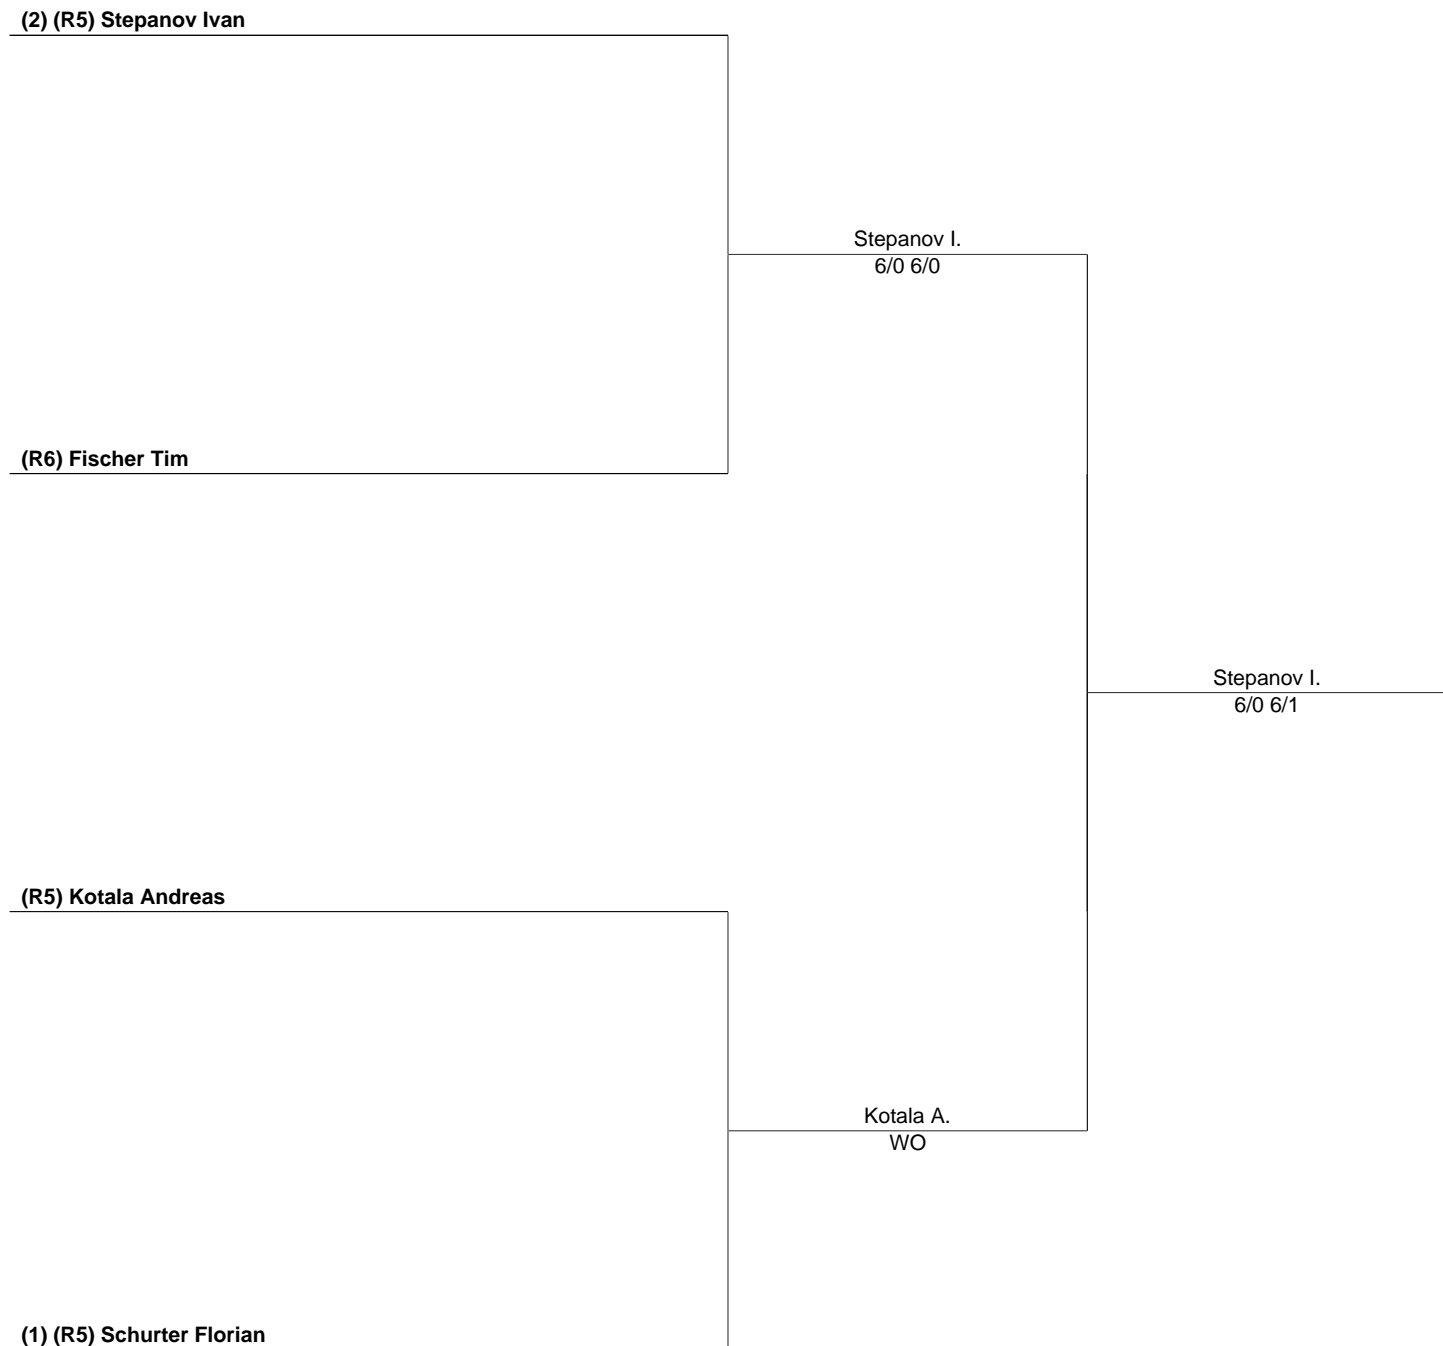 (2) (R5) Stepanov Ivan
Stepanov I.
6/0 6/0
(R6) Fischer Tim
Stepanov I.
6/0 6/1
(R5) Kotala Andreas
Kotala A.
WO
(1) (R5) Schurter Florian